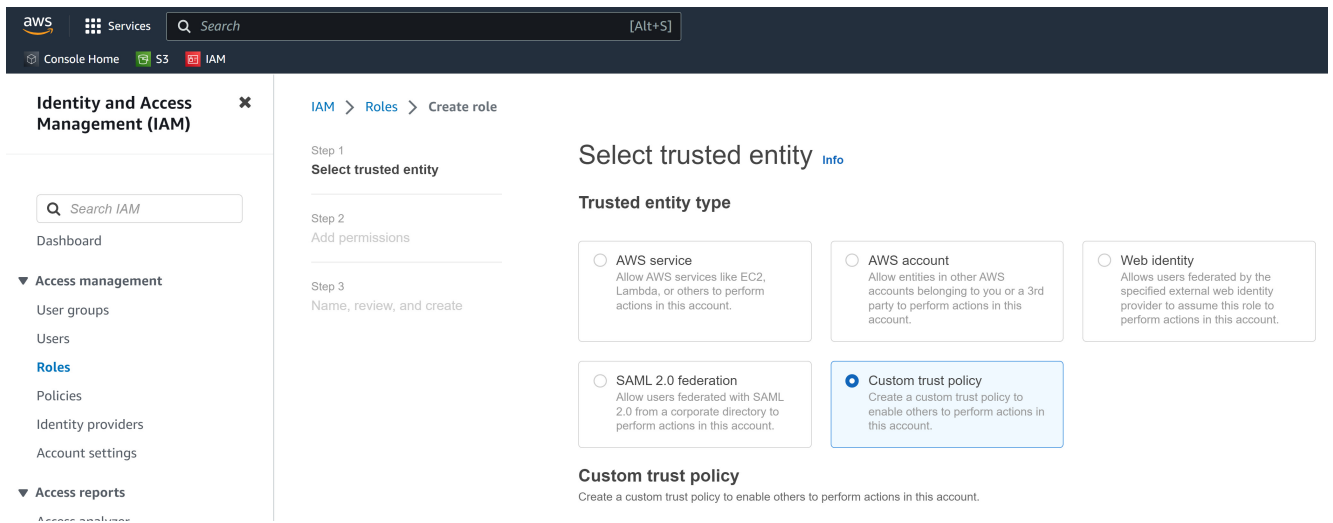 aws
Services
Search
[Alt+S]
Console Home
S3
IAM
Identity and Access
Management (IAM)
Search IAM
Dashboard
Access management
User groups
Users
Roles
Policies
Identity providers
Account settings
Access reports
Access analyzer
IAM > Roles > Create role
Step 1
Select trusted entity
Step 2
Add permissions
Step 3
Name, review, and create
Select trusted entity Info
Trusted entity type
AWS service
Allow AWS services like EC2,
Lambda, or others to perform
actions in this account.
AWS account
Allow entities in other AWS
accounts belonging to you or a 3rd
party to perform actions in this
account.
Web identity
Allows users federated by the
specified external web identity
provider to assume this role to
perform actions in this account.
SAML 2.0 federation
Allow users federated with SAML
2.0 from a corporate directory to
perform actions in this account.
Custom trust policy
Create a custom trust policy to
enable others to perform actions in
this account.
Custom trust policy
Create a custom trust policy to enable others to perform actions in this account.